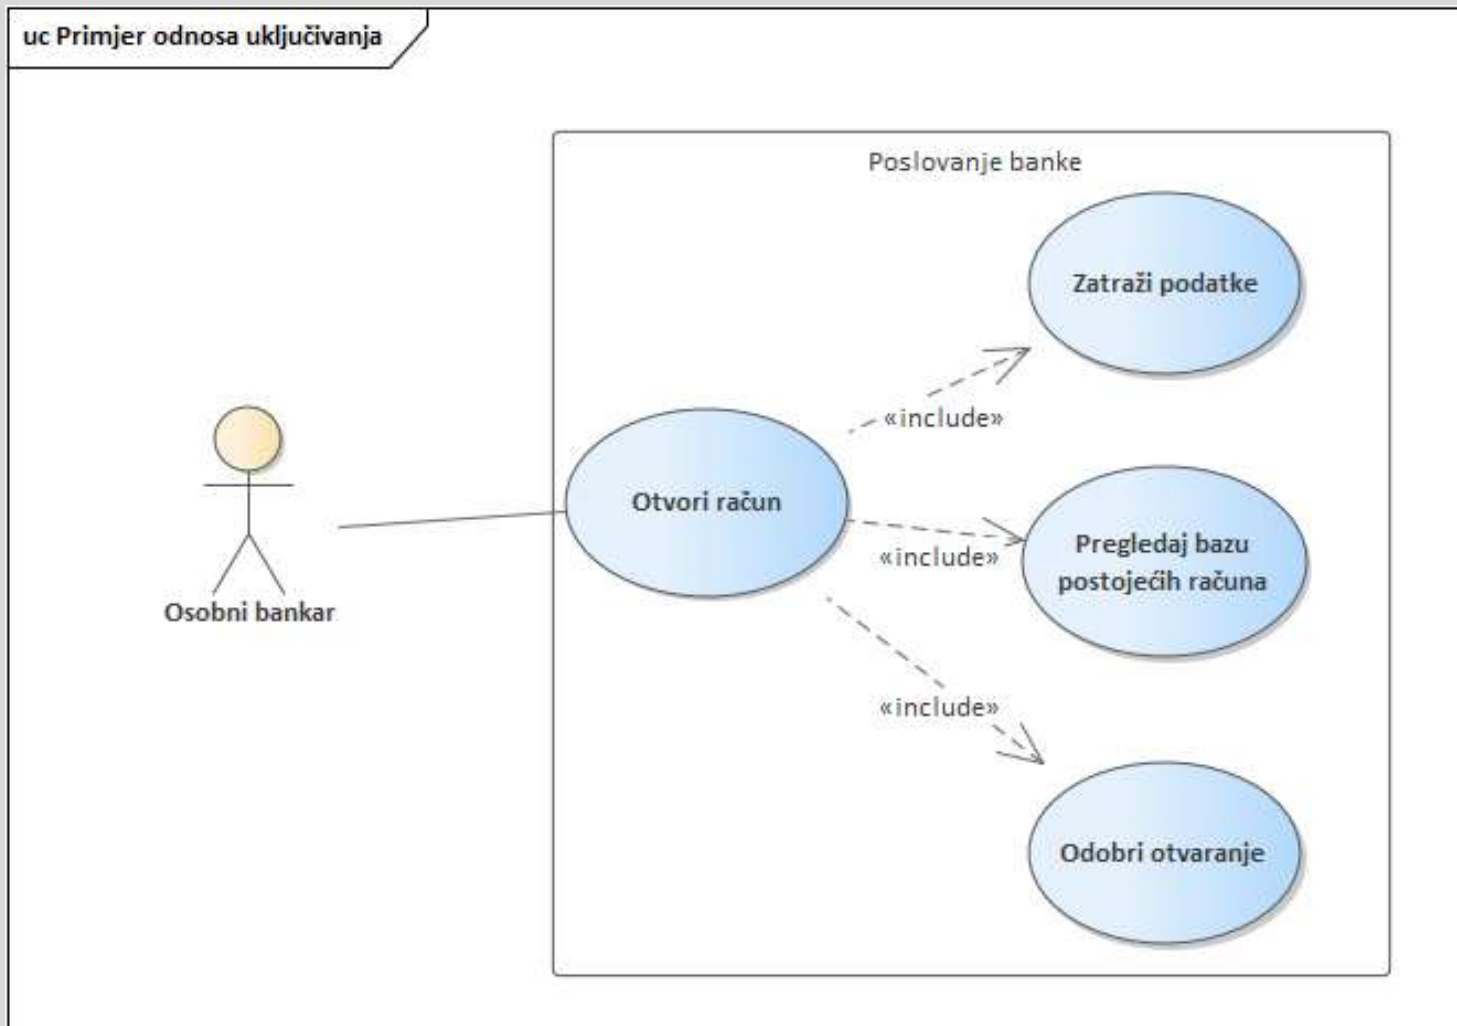 uc Primjer odnosa uključivanja
Poslovanje banke
Zatraži podatke
«include»
Otvori račun
Pregledaj bazu
postojećih računa
«include»
Osobni bankar
«include»
Odobri otvaranje